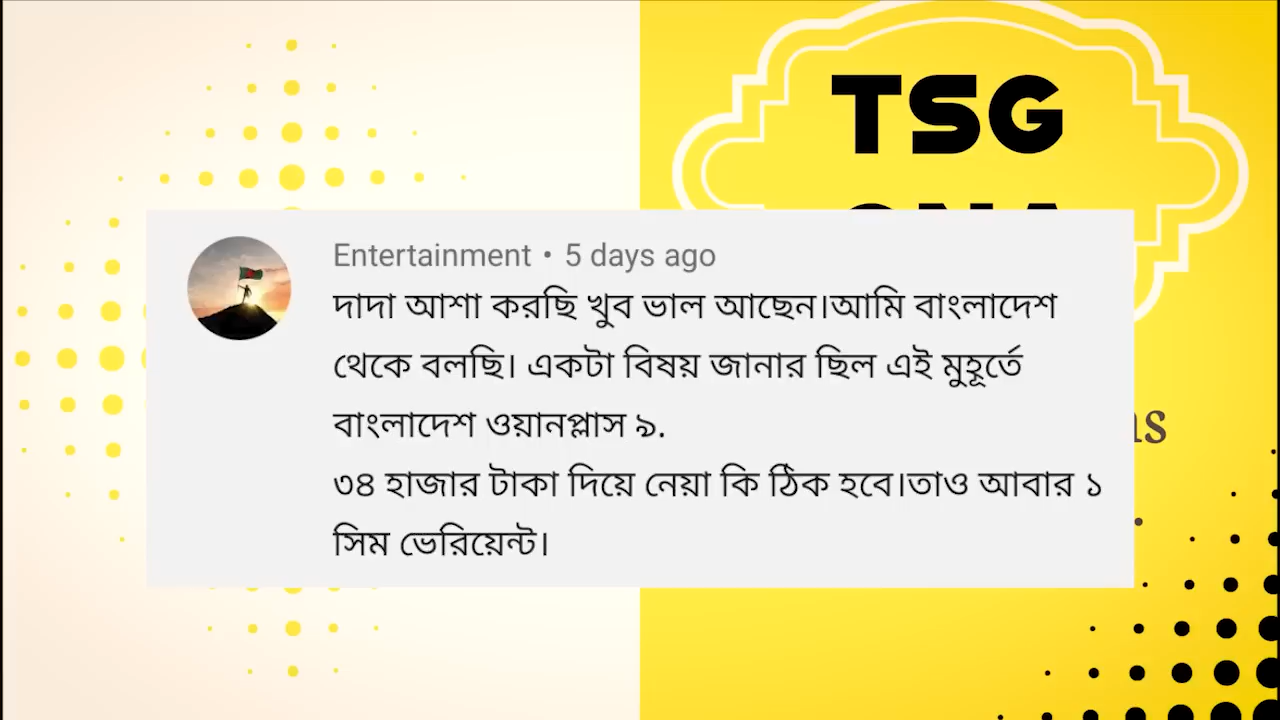 TSG
Entertainment • 5 days ago
দাদা আশা করছি খুব ভাল আছেন।আমি বাংলাদেশ
থেকে বলছি। একটা বিষয় জানার ছিল এই মুহূর্তে
বাংলাদেশ ওয়ানপ্লাস ৯.
৩৪ হাজার টাকা দিয়ে নেয়া কি ঠিক হবে।তাও আবার ১
সিম ভেরিয়েন্ট।